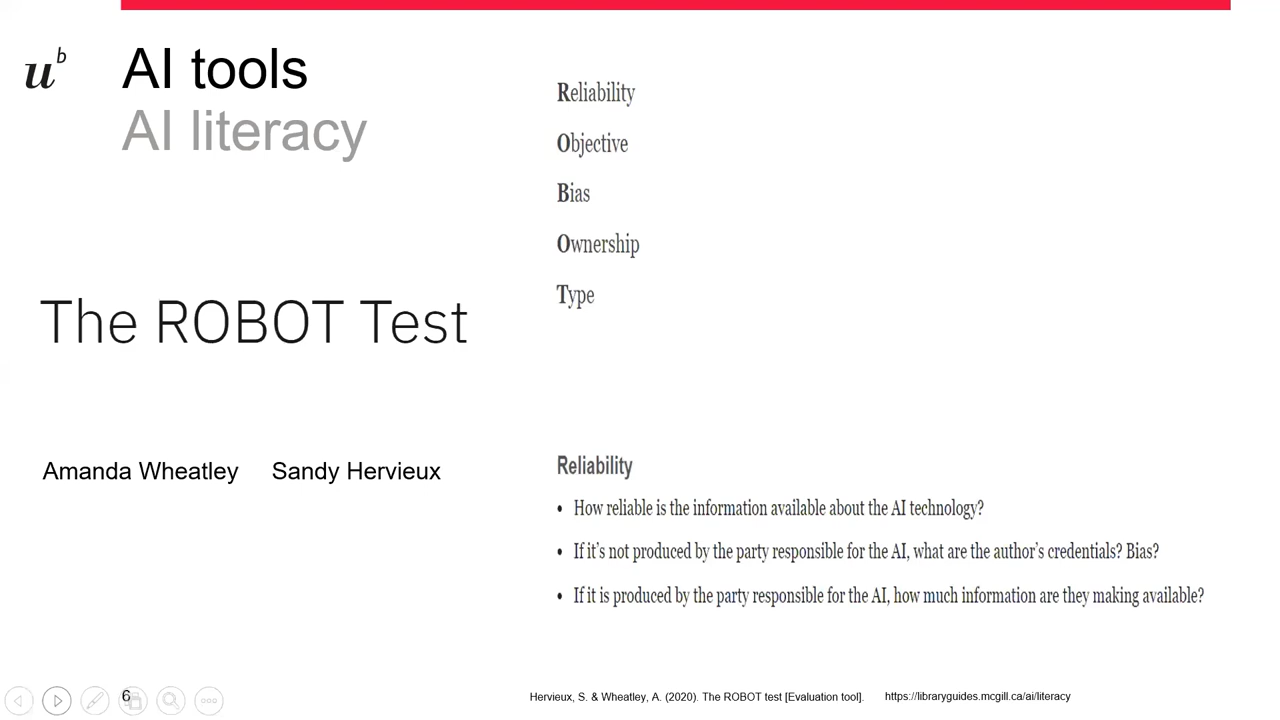 u b
AI tools
AI literacy
Reliability
Objective
Bias
Ownership
Type
The ROBOT Test
Amanda Wheatley Sandy Hervieux
Reliability
• How reliable is the information available about the AI technology?
• If it’s not produced by the party responsible for the AI, what are the author’s credentials? Bias?
• If it is produced by the party responsible for the AI, how much information are they making available?
6
Hervieux, S. & Wheatley, A. (2020). The ROBOT test [Evaluation tool]. https://libraryguides.mcgill.ca/ai/literacy